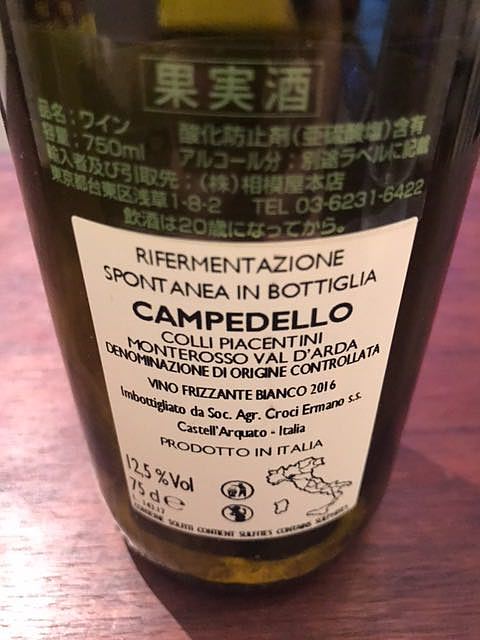 果実酒
品名：ワイン 酸化防止剤(亜硫酸塩)含有
容量：750ml アルコール分：別途ラベルに記載
輸入者及び引取先：(株)相模屋本店
東京都台東区浅草1-8-2 TEL 03-6231-6422
飲酒は20歳になってから。
RIFERMENTAZIONE
SPONTANEA IN BOTTIGLIA
CAMPEDELLO
COLLI PIACENTINI
MONTEROSSO VAL D'ARDA
DENOMINAZIONE DI ORIGINE CONTROLLATA
VINO FRIZZANTE BIANCO 2016
Imbottigliato da Soc. Agr. Croci Ermano s.s.
Castell'Arquato - Italia
PRODOTTO IN ITALIA
12,5 %Vol
75 cl e
CONTIENT SULFITES CONTAINS SULPHITES